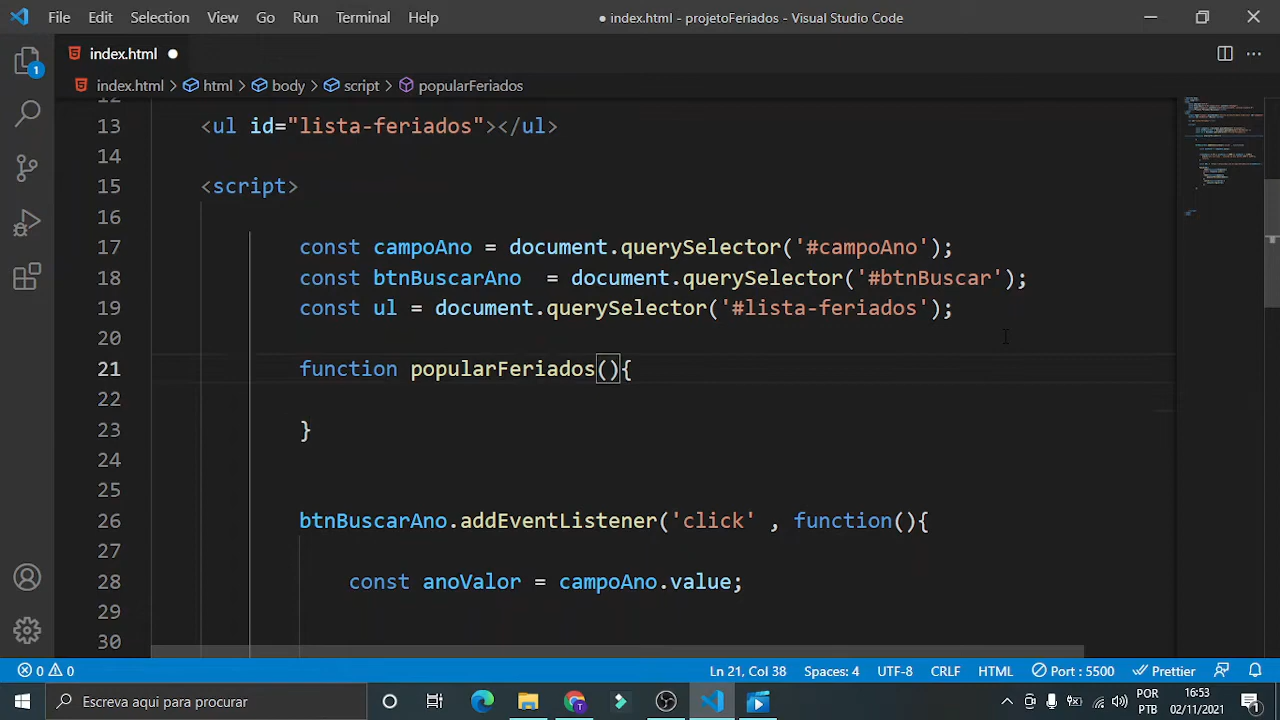 File Edit Selection View Go Run Terminal Help
● index.html - projetoFeriados - Visual Studio Code
1
index.html ●
index.html > html > body > script > popularFeriados
12
13 <ul id="lista-feriados"></ul>
14
15 <script>
16
17 const campoAno = document.querySelector('#campoAno');
18 const btnBuscarAno = document.querySelector('#btnBuscar');
19 const ul = document.querySelector('#lista-feriados');
20
21 function popularFeriados(){
22
23 }
24
25
26 btnBuscarAno.addEventListener('click' , function(){
27
28 const anoValor = campoAno.value;
29
30
0 0 Ln 21, Col 38 Spaces: 4 UTF-8 CRLF HTML Port : 5500 Prettier
Escreva aqui para procurar
POR 16:53
PTB 02/11/2021
1